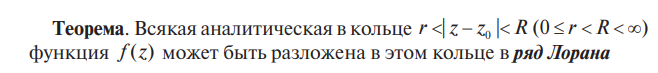 Теорема. Всякая аналитическая в кольце r <| z − z₀ |< R (0 ≤ r < R < ∞)
функция f (z) может быть разложена в этом кольце в ряд Лорана